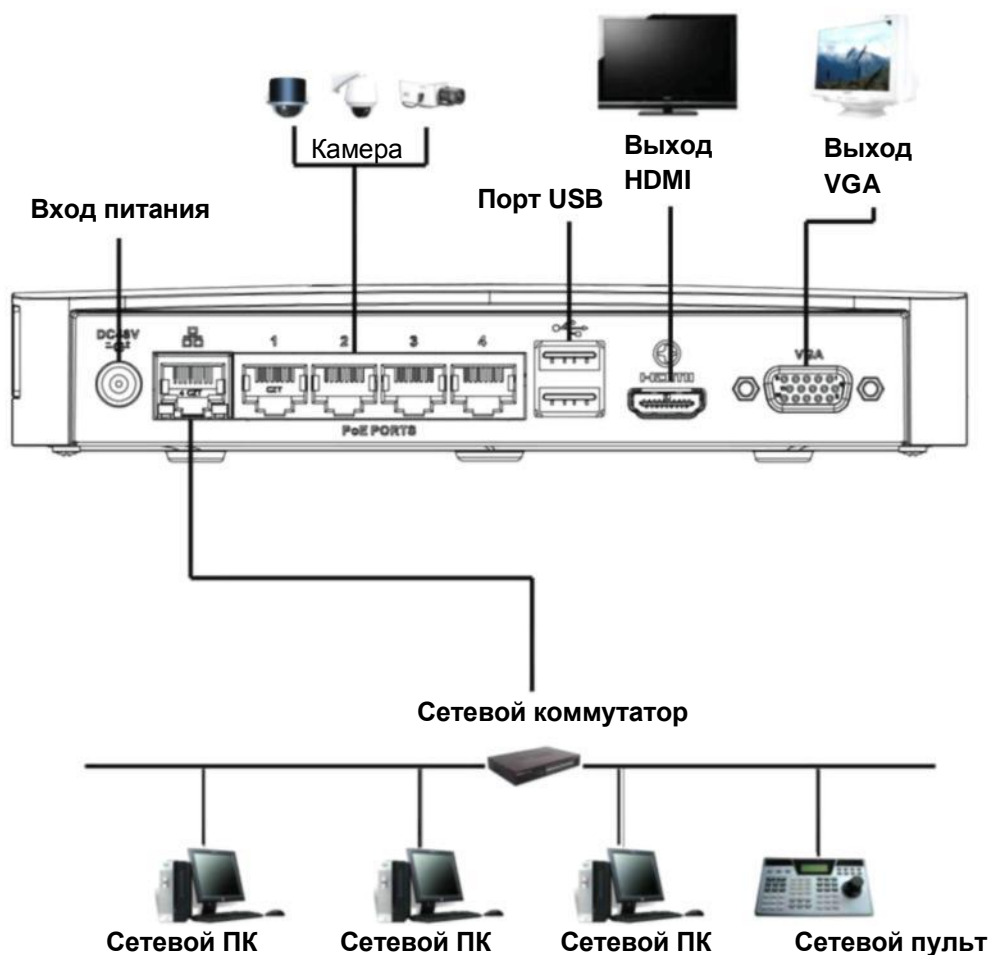 Камера
Выход
HDMI
Выход
VGA
Порт USB
Вход питания
1 2 3 4
VGA
HDMI
PoE PORTS
Сетевой коммутатор
Сетевой ПК Сетевой ПК Сетевой ПК Сетевой пульт